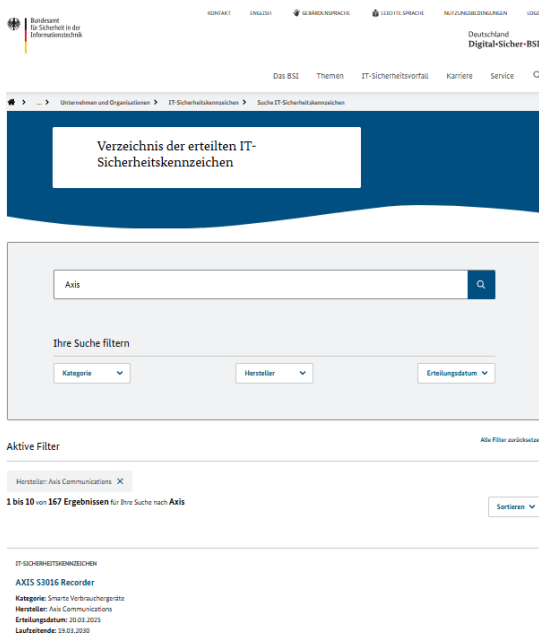 KONTAKT ENGLISH GEBÄRDENSPRACHE LEICHTE SPRACHE NUTZUNGSBEDINGUNGEN
Bundesamt
für Sicherheit in der
Informationstechnik
Deutschland
Digital•Sicher•BSI
Das BSI Themen IT-Sicherheitsvorfall Karriere Service
... Unternehmen und Organisationen IT-Sicherheitskennzeichen Suche IT-Sicherheitskennzeichen
Verzeichnis der erteilten IT-
Sicherheitskennzeichen
Axis
Ihre Suche filtern
Kategorie Hersteller Erteilungsdatum
Aktive Filter
Alle Filter zurücksetze
Hersteller: Axis Communications X
1 bis 10 von 167 Ergebnissen für Ihre Suche nach Axis
Sortieren
IT-SICHERHEITSKENNZEICHEN
AXIS S3016 Recorder
Kategorie: Smarte Verbrauchergeräte
Hersteller: Axis Communications
Erteilungsdatum: 20.03.2025
Laufzeitende: 19.03.2030